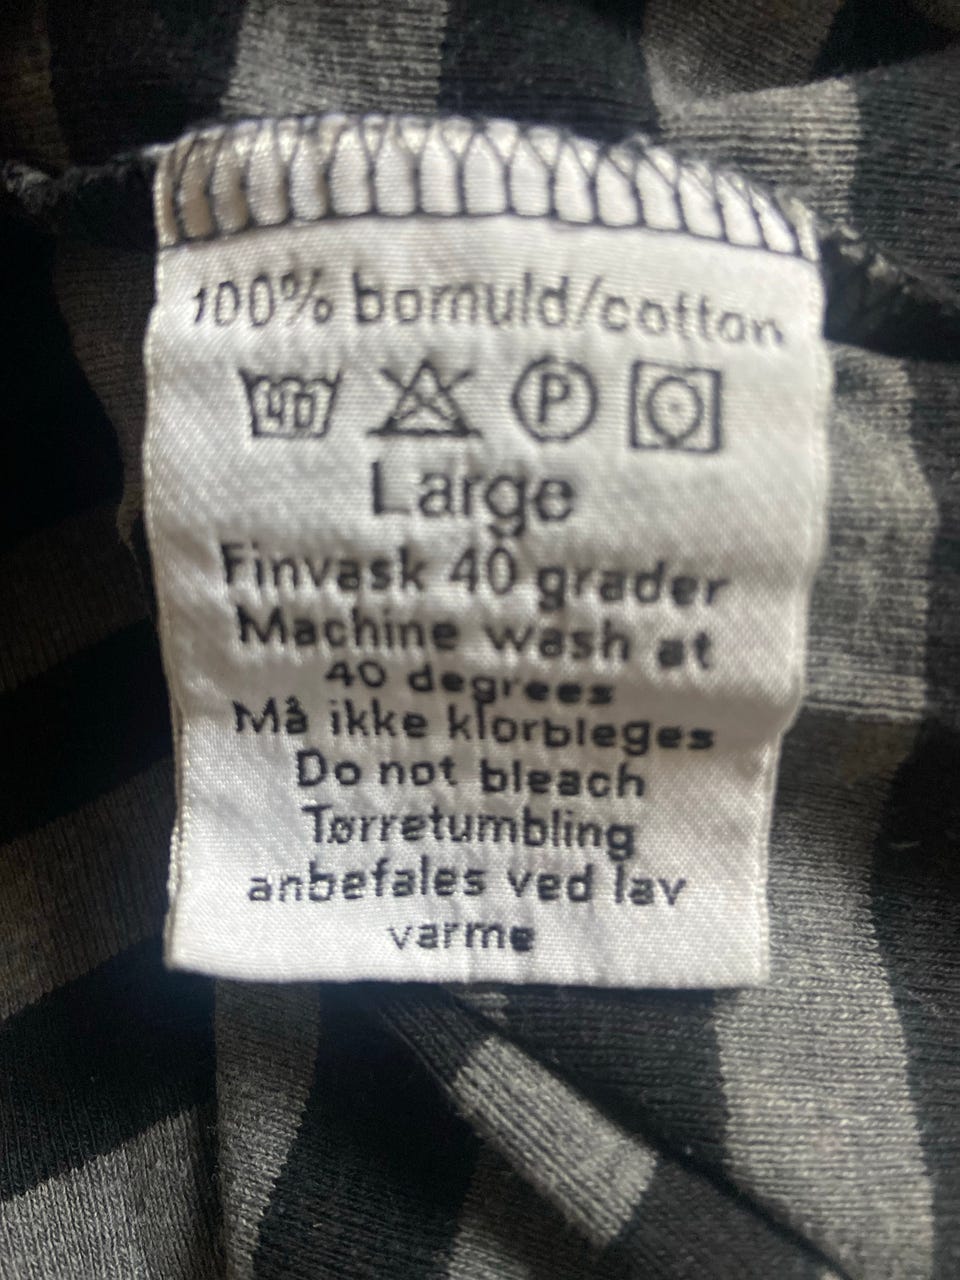 100% bomuld/cotton
40 P
Large
Finvask 40 grader
Machine wash at
40 degrees
Må ikke klorbleges
Do not bleach
Tørretumbling
anbefales ved lav
varme